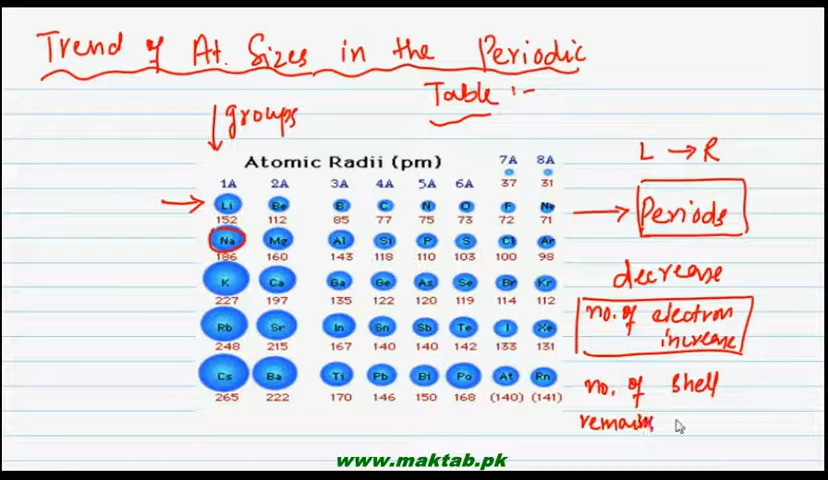 Trend of At. Sizes in the Periodic
Table :-
↓ groups
Atomic Radii (pm)
L → R
7A 8A
37 31
1A 2A 3A 4A 5A 6A
→ Li Be B C N O F Ne → Periods
152 112 85 77 75 73 72 71
Na Mg Al Si P S Cl Ar
186 160 143 118 110 103 100 98
decrease
K Ca Ga Ge As Se Br Kr
227 197 135 122 120 119 114 112
no. of electron
increase
Rb Sr In Sn Sb Te I Xe
248 215 167 140 140 142 133 131
Cs Ba Tl Pb Bi Po At Rn
265 222 170 146 150 168 (140) (141)
no. of shell
remains
www.maktab.pk